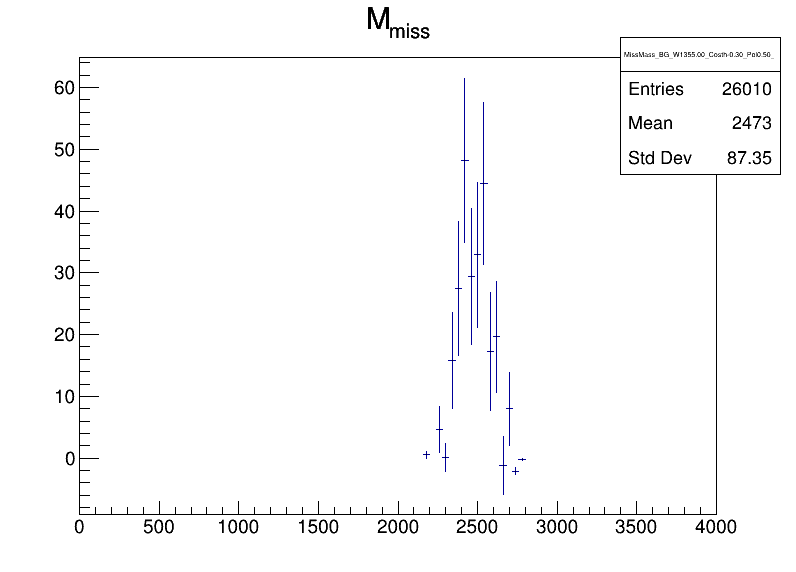 M_miss
MissMass_BG_W1355.00_Costh-0.30_Pol0.50_
Entries 26010
Mean 2473
Std Dev 87.35
60
50
40
30
20
10
0
0 500 1000 1500 2000 2500 3000 3500 4000